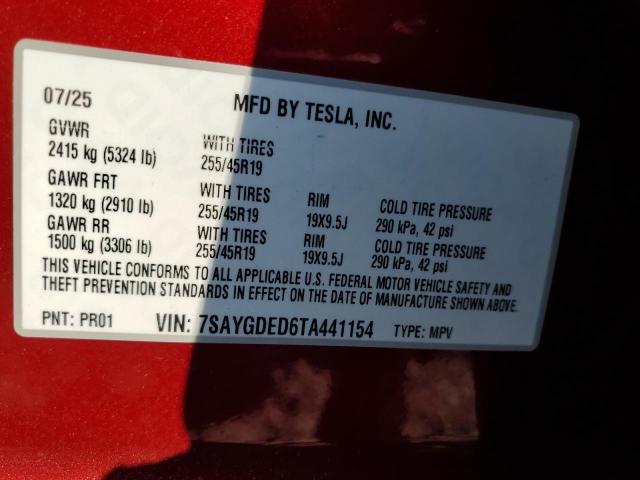 07/25 MFD BY TESLA, INC.
GVWR
2415 kg (5324 lb) WITH TIRES 255/45R19
GAWR FRT
1320 kg (2910 lb) WITH TIRES 255/45R19 RIM 19X9.5J COLD TIRE PRESSURE 290 kPa, 42 psi
GAWR RR
1500 kg (3306 lb) WITH TIRES 255/45R19 RIM 19X9.5J COLD TIRE PRESSURE 290 kPa, 42 psi
THIS VEHICLE CONFORMS TO ALL APPLICABLE U.S. FEDERAL MOTOR VEHICLE SAFETY AND
THEFT PREVENTION STANDARDS IN EFFECT ON THE DATE OF MANUFACTURE SHOWN ABOVE.
PNT: PR01 VIN: 7SAYGDED6TA441154 TYPE: MPV